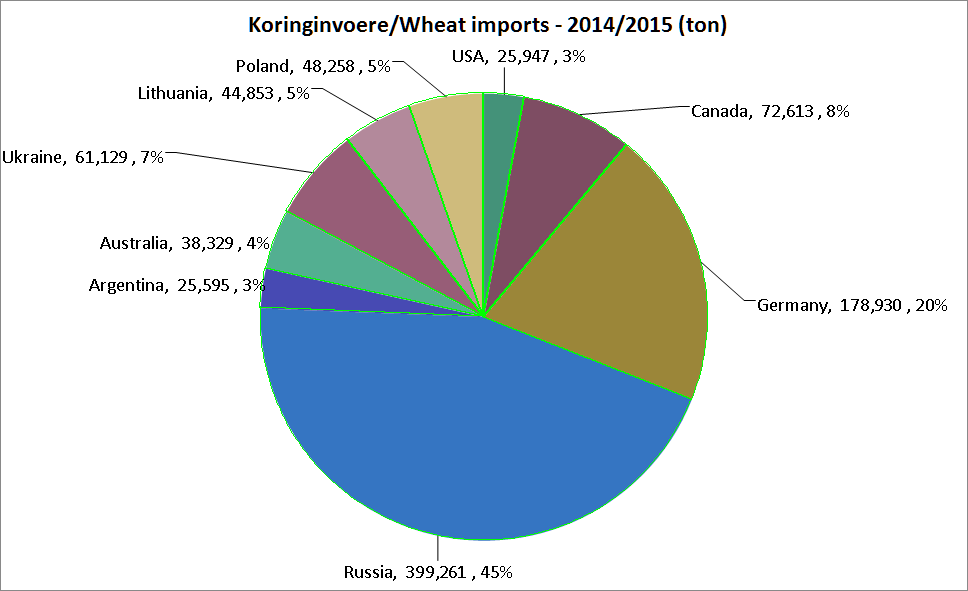 Koringinvoere/Wheat imports - 2014/2015 (ton)
USA, 25,947 , 3%
Poland, 48,258 , 5%
Lithuania, 44,853 , 5%
Canada, 72,613 , 8%
Ukraine, 61,129 , 7%
Australia, 38,329 , 4%
Argentina, 25,595 , 3%
Germany, 178,930 , 20%
Russia, 399,261 , 45%